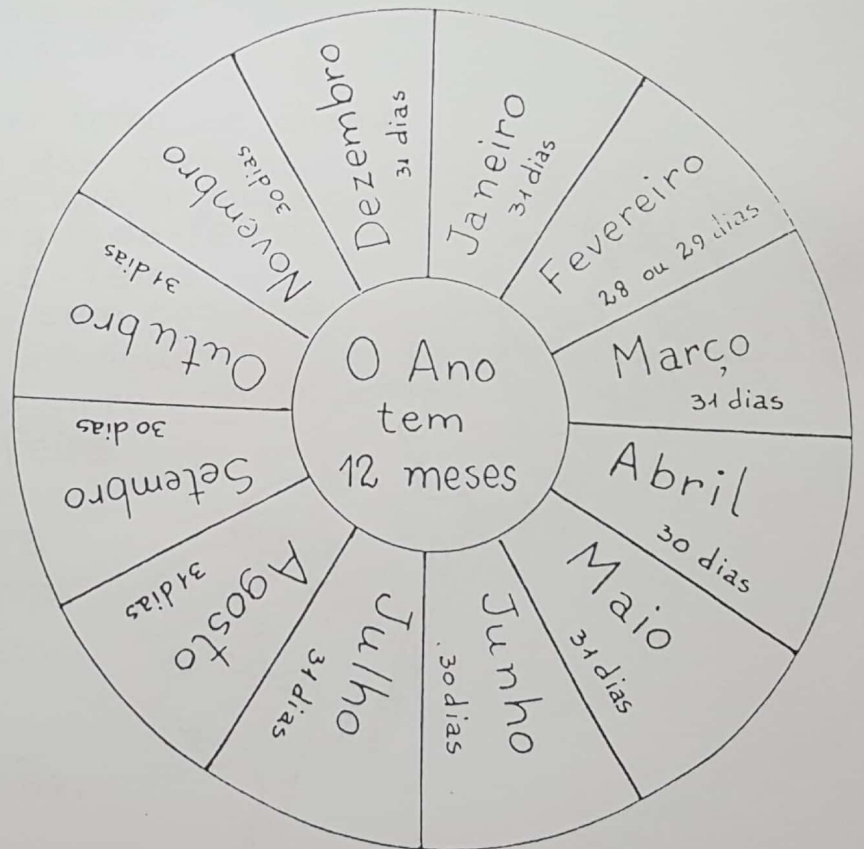 O Ano
tem
12 meses
Janeiro
31 dias
Fevereiro
28 ou 29 dias
Março
31 dias
Abril
30 dias
Maio
31 dias
Junho
30 dias
Julho
31 dias
Agosto
31 dias
Setembro
30 dias
Outubro
31 dias
Novembro
30 dias
Dezembro
31 dias